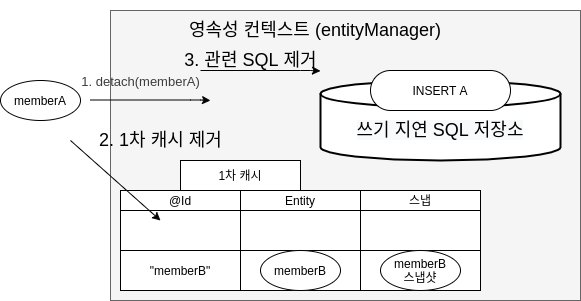 영속성 컨텍스트 (entityManager)
3. 관련 SQL 제거
1. detach(memberA)
memberA
INSERT A
쓰기 지연 SQL 저장소
2. 1차 캐시 제거
1차 캐시
@Id Entity 스냅
"memberB" memberB memberB
스냅샷